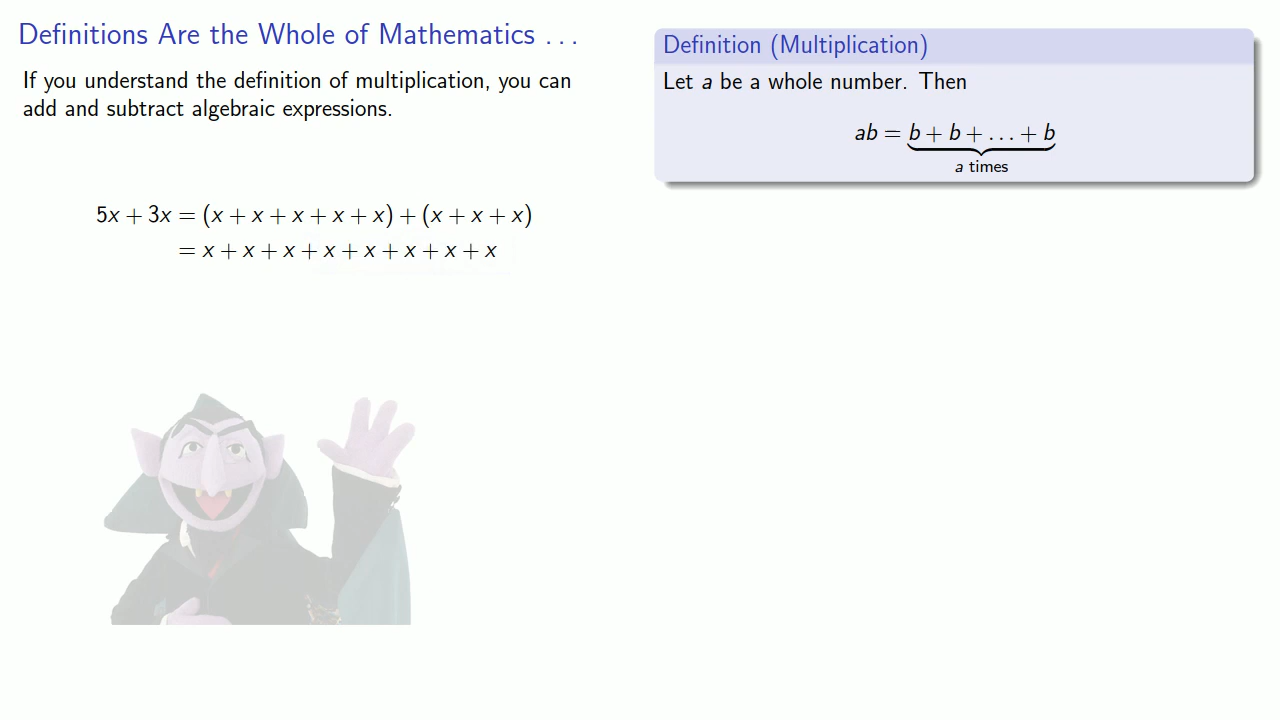 Definitions Are the Whole of Mathematics . . .
If you understand the definition of multiplication, you can
add and subtract algebraic expressions.
5x + 3x = (x + x + x + x + x) + (x + x + x)
= x + x + x + x + x + x + x + x
Definition (Multiplication)
Let a be a whole number. Then
ab = b + b + . . . + b
a times